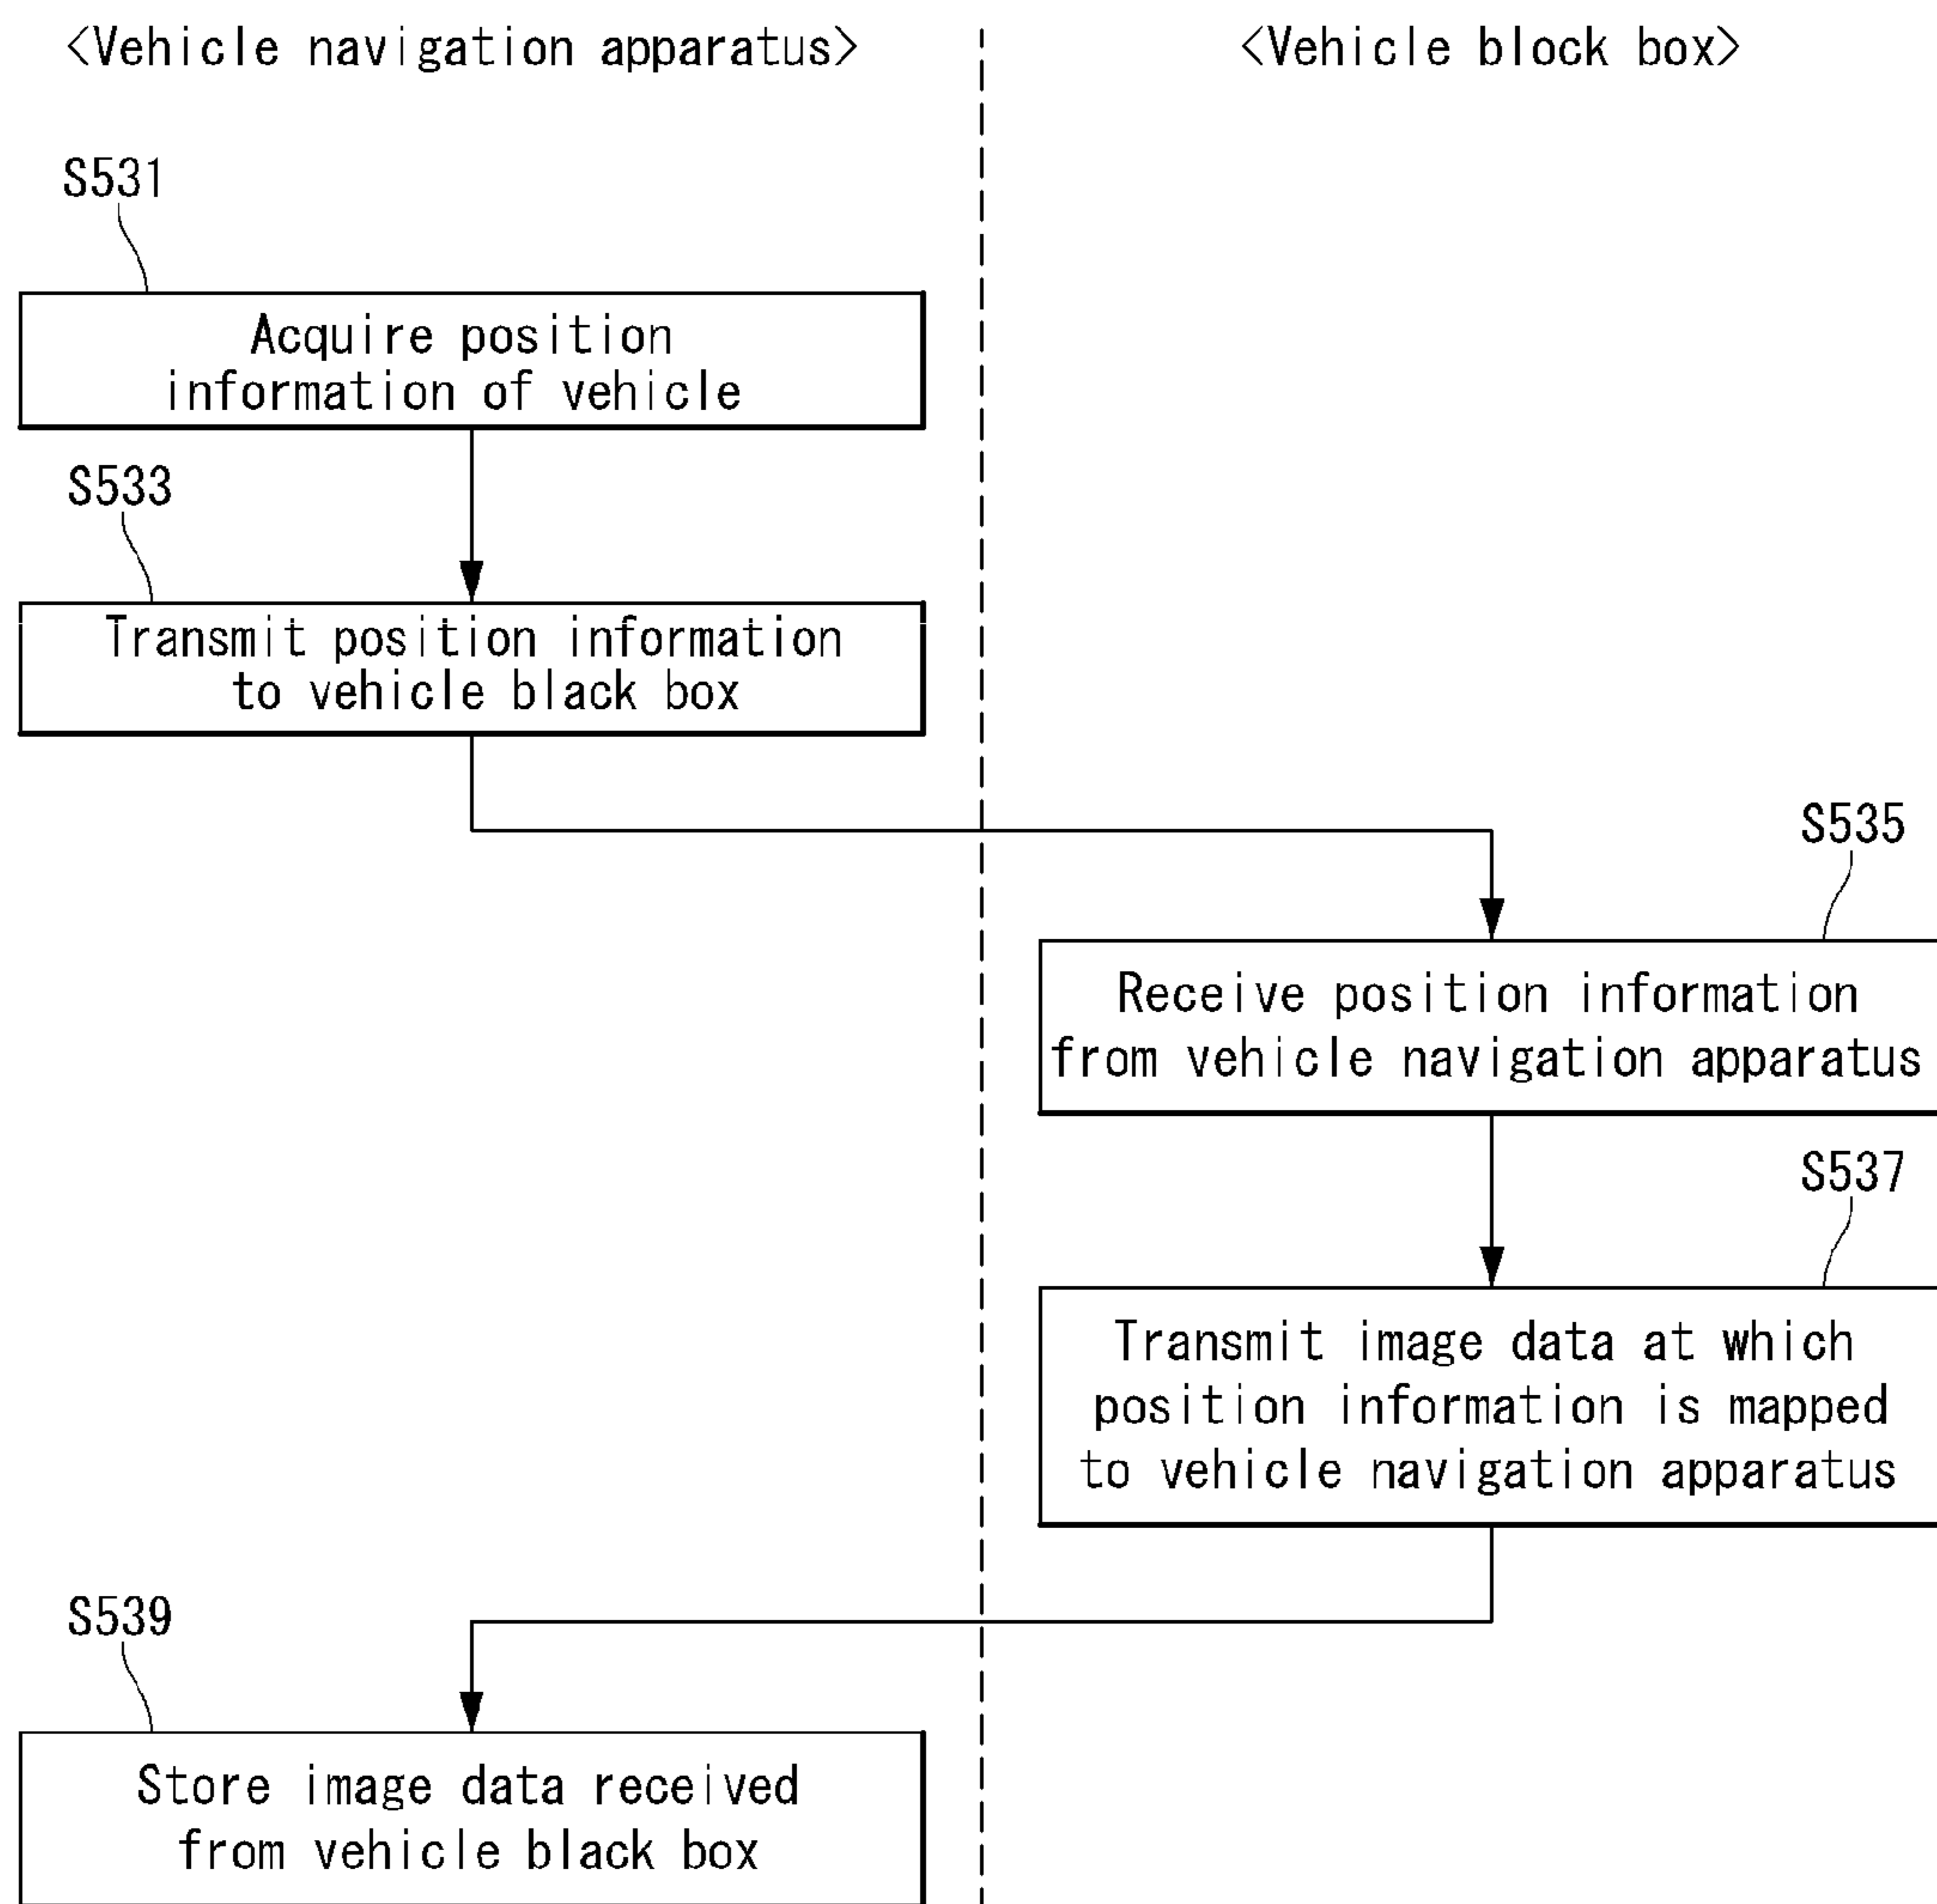 <Vehicle navigation apparatus>
<Vehicle block box>
S531
Acquire position
information of vehicle
S533
Transmit position information
to vehicle black box
S535
Receive position information
from vehicle navigation apparatus
S537
Transmit image data at which
position information is mapped
to vehicle navigation apparatus
S539
Store image data received
from vehicle black box